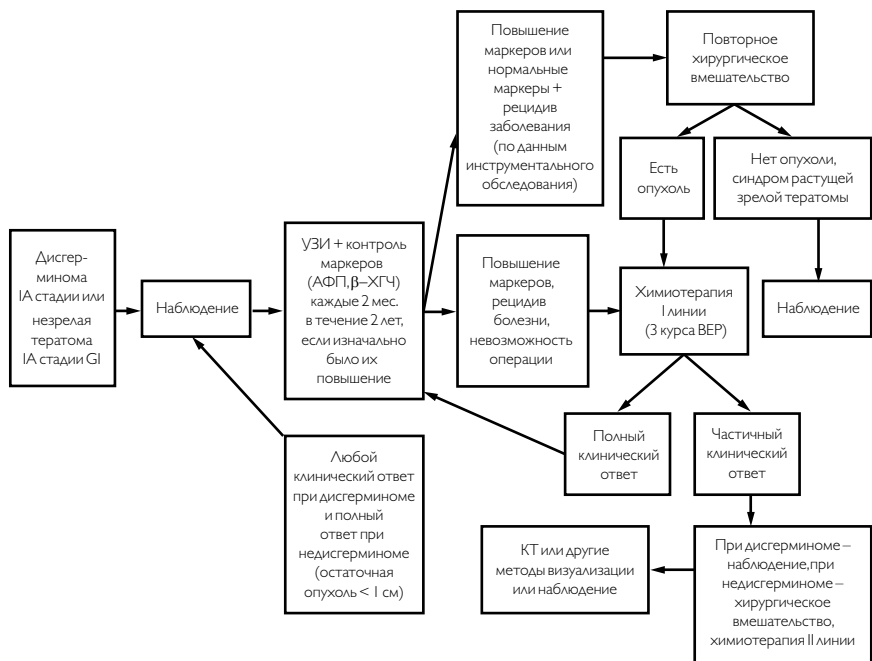 Дисгер-
минома
IA стадии или
незрелая
тератома
IA стадии GI
Наблюдение
УЗИ + контроль
маркеров
(АФП,β–ХГЧ)
каждые 2 мес.
в течение 2 лет,
если изначально
было их
повышение
Любой
клинический ответ
при дисгерминоме
и полный
ответ при
недисгерминоме
(остаточная
опухоль < 1 см)
Повышение
маркеров или
нормальные
маркеры +
рецидив
заболевания
(по данным
инструментального
обследования)
Повышение
маркеров,
рецидив
болезни,
невозможность
операции
Повторное
хирургическое
вмешательство
Есть
опухоль
Нет опухоли,
синдром растущей
зрелой тератомы
Химиотерапия
I линии
(3 курса BEP)
Наблюдение
Полный
клинический
ответ
Частичный
клинический
ответ
КТ или другие
методы визуализации
или наблюдение
При дисгерминоме –
наблюдение,при
недисгерминоме –
хирургическое
вмешательство,
химиотерапия II линии